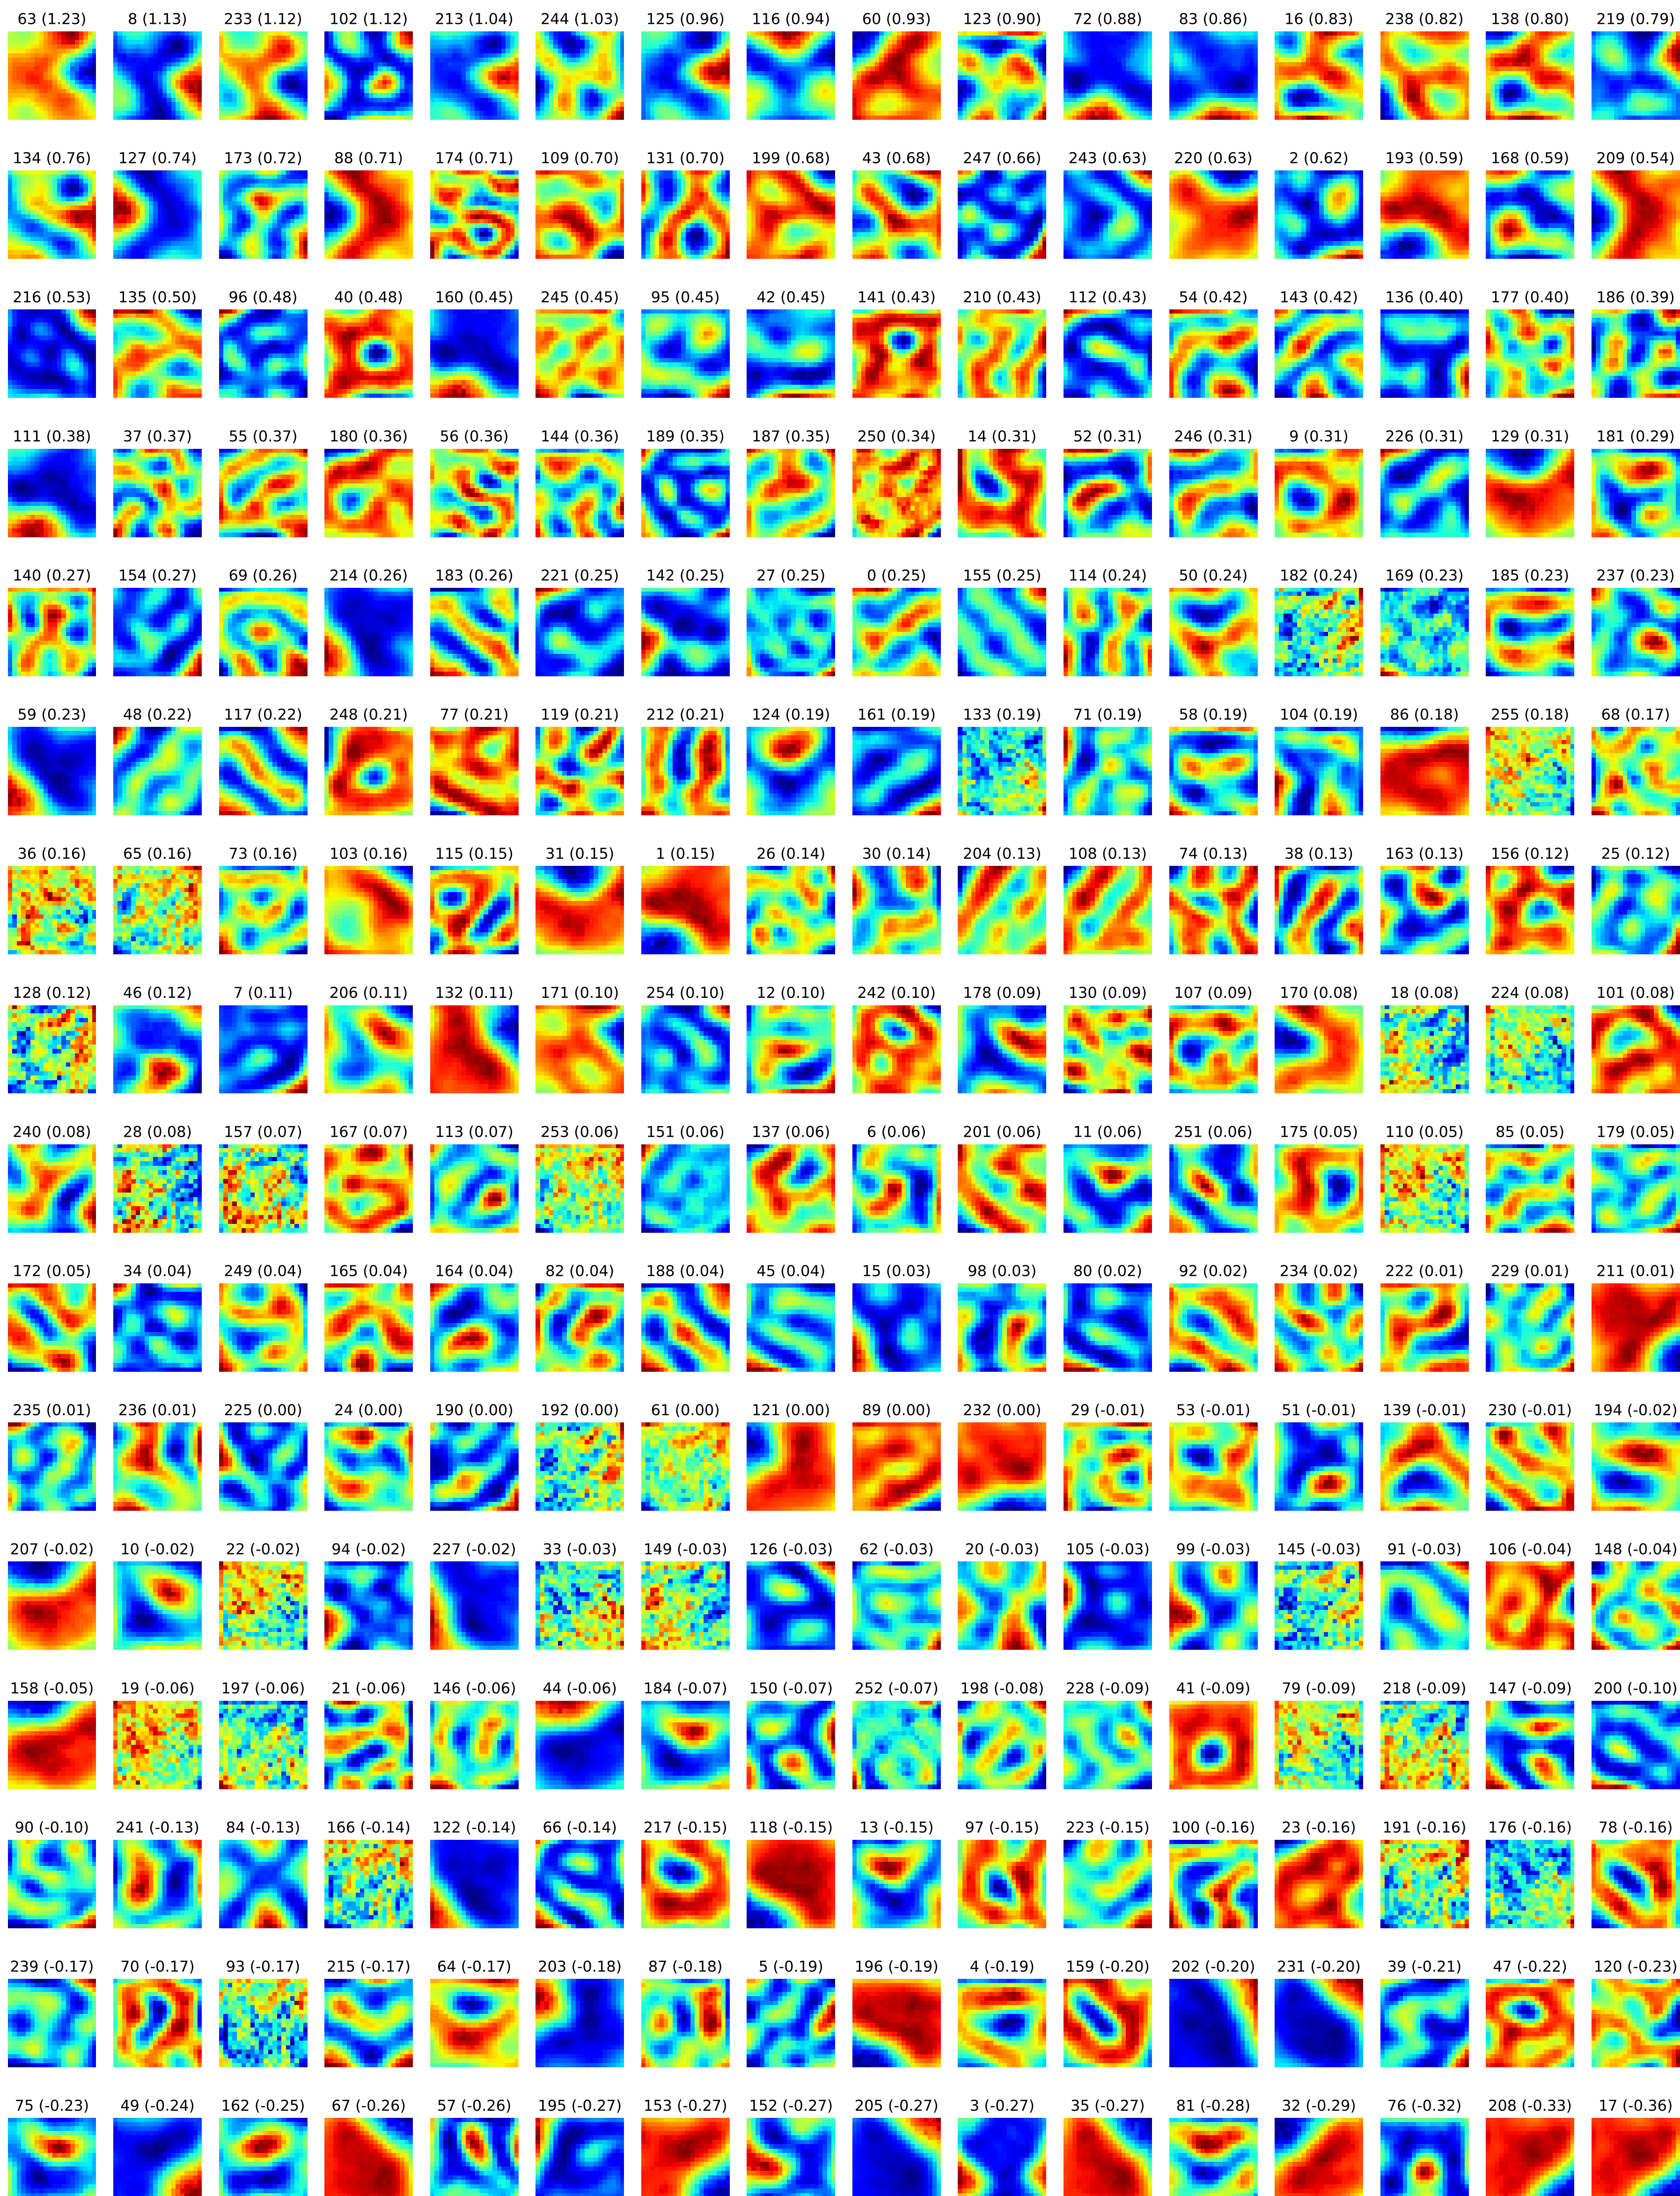 63 (1.23) 8 (1.13) 233 (1.12) 102 (1.12) 213 (1.04) 244 (1.03) 125 (0.96) 116 (0.94) 60 (0.93) 123 (0.90) 72 (0.88) 83 (0.86) 16 (0.83) 238 (0.82) 138 (0.80) 219 (0.79)
134 (0.76) 127 (0.74) 173 (0.72) 88 (0.71) 174 (0.71) 109 (0.70) 131 (0.70) 199 (0.68) 43 (0.68) 247 (0.66) 243 (0.63) 220 (0.63) 2 (0.62) 193 (0.59) 168 (0.59) 209 (0.54)
216 (0.53) 135 (0.50) 96 (0.48) 40 (0.48) 160 (0.45) 245 (0.45) 95 (0.45) 42 (0.45) 141 (0.43) 210 (0.43) 112 (0.43) 54 (0.42) 143 (0.42) 136 (0.40) 177 (0.40) 186 (0.39)
111 (0.38) 37 (0.37) 55 (0.37) 180 (0.36) 56 (0.36) 144 (0.36) 189 (0.35) 187 (0.35) 250 (0.34) 14 (0.31) 52 (0.31) 246 (0.31) 9 (0.31) 226 (0.31) 129 (0.31) 181 (0.29)
140 (0.27) 154 (0.27) 69 (0.26) 214 (0.26) 183 (0.26) 221 (0.25) 142 (0.25) 27 (0.25) 0 (0.25) 155 (0.25) 114 (0.24) 50 (0.24) 182 (0.24) 169 (0.23) 185 (0.23) 237 (0.23)
59 (0.23) 48 (0.22) 117 (0.22) 248 (0.21) 77 (0.21) 119 (0.21) 212 (0.21) 124 (0.19) 161 (0.19) 133 (0.19) 71 (0.19) 58 (0.19) 104 (0.19) 86 (0.18) 255 (0.18) 68 (0.17)
36 (0.16) 65 (0.16) 73 (0.16) 103 (0.16) 115 (0.15) 31 (0.15) 1 (0.15) 26 (0.14) 30 (0.14) 204 (0.13) 108 (0.13) 74 (0.13) 38 (0.13) 163 (0.13) 156 (0.12) 25 (0.12)
128 (0.12) 46 (0.12) 7 (0.11) 206 (0.11) 132 (0.11) 171 (0.10) 254 (0.10) 12 (0.10) 242 (0.10) 178 (0.09) 130 (0.09) 107 (0.09) 170 (0.08) 18 (0.08) 224 (0.08) 101 (0.08)
240 (0.08) 28 (0.08) 157 (0.07) 167 (0.07) 113 (0.07) 253 (0.06) 151 (0.06) 137 (0.06) 6 (0.06) 201 (0.06) 11 (0.06) 251 (0.06) 175 (0.05) 110 (0.05) 85 (0.05) 179 (0.05)
172 (0.05) 34 (0.04) 249 (0.04) 165 (0.04) 164 (0.04) 82 (0.04) 188 (0.04) 45 (0.04) 15 (0.03) 98 (0.03) 80 (0.02) 92 (0.02) 234 (0.02) 222 (0.01) 229 (0.01) 211 (0.01)
235 (0.01) 236 (0.01) 225 (0.00) 24 (0.00) 190 (0.00) 192 (0.00) 61 (0.00) 121 (0.00) 89 (0.00) 232 (0.00) 29 (-0.01) 53 (-0.01) 51 (-0.01) 139 (-0.01) 230 (-0.01) 194 (-0.02)
207 (-0.02) 10 (-0.02) 22 (-0.02) 94 (-0.02) 227 (-0.02) 33 (-0.03) 149 (-0.03) 126 (-0.03) 62 (-0.03) 20 (-0.03) 105 (-0.03) 99 (-0.03) 145 (-0.03) 91 (-0.03) 106 (-0.04) 148 (-0.04)
158 (-0.05) 19 (-0.06) 197 (-0.06) 21 (-0.06) 146 (-0.06) 44 (-0.06) 184 (-0.07) 150 (-0.07) 252 (-0.07) 198 (-0.08) 228 (-0.09) 41 (-0.09) 79 (-0.09) 218 (-0.09) 147 (-0.09) 200 (-0.10)
90 (-0.10) 241 (-0.13) 84 (-0.13) 166 (-0.14) 122 (-0.14) 66 (-0.14) 217 (-0.15) 118 (-0.15) 13 (-0.15) 97 (-0.15) 223 (-0.15) 100 (-0.16) 23 (-0.16) 191 (-0.16) 176 (-0.16) 78 (-0.16)
239 (-0.17) 70 (-0.17) 93 (-0.17) 215 (-0.17) 64 (-0.17) 203 (-0.18) 87 (-0.18) 5 (-0.19) 196 (-0.19) 4 (-0.19) 159 (-0.20) 202 (-0.20) 231 (-0.20) 39 (-0.21) 47 (-0.22) 120 (-0.23)
75 (-0.23) 49 (-0.24) 162 (-0.25) 67 (-0.26) 57 (-0.26) 195 (-0.27) 153 (-0.27) 152 (-0.27) 205 (-0.27) 3 (-0.27) 35 (-0.27) 81 (-0.28) 32 (-0.29) 76 (-0.32) 208 (-0.33) 17 (-0.36)